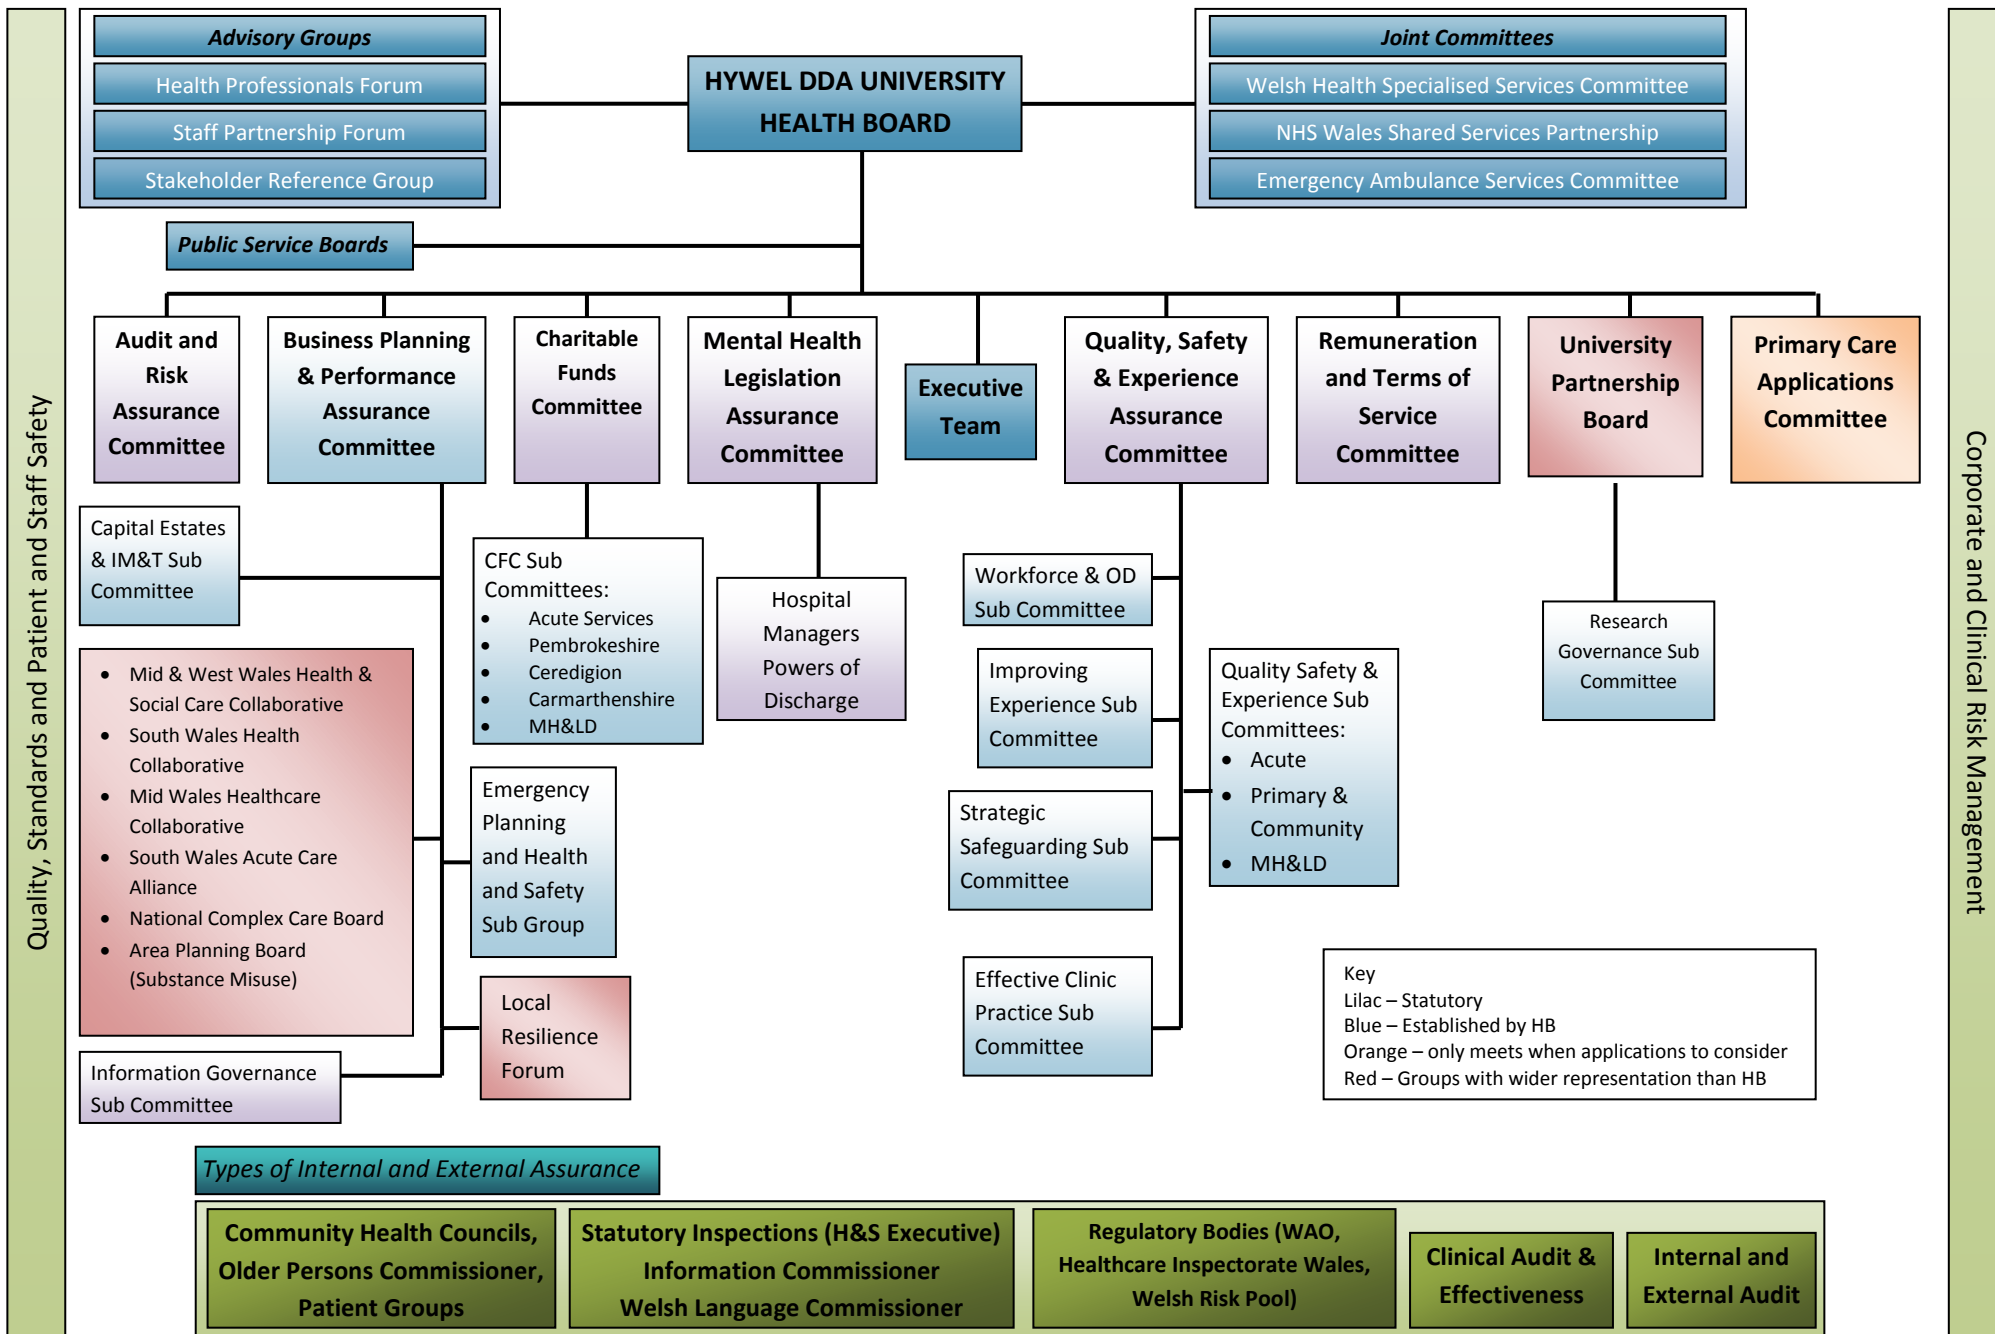 Quality, Standards and Patient and Staff Safety
Advisory Groups
Health Professionals Forum
Staff Partnership Forum
Stakeholder Reference Group
HYWEL DDA UNIVERSITY
HEALTH BOARD
Joint Committees
Welsh Health Specialised Services Committee
NHS Wales Shared Services Partnership
Emergency Ambulance Services Committee
Corporate and Clinical Risk Management
Public Service Boards
Audit and
Risk
Assurance
Committee
Business Planning
& Performance
Assurance
Committee
Charitable
Funds
Committee
Mental Health
Legislation
Assurance
Committee
Executive
Team
Quality, Safety
& Experience
Assurance
Committee
Remuneration
and Terms of
Service
Committee
University
Partnership
Board
Primary Care
Applications
Committee
Capital Estates
& IM&T Sub
Committee
• Mid & West Wales Health &
Social Care Collaborative
• South Wales Health
Collaborative
• Mid Wales Healthcare
Collaborative
• South Wales Acute Care
Alliance
• National Complex Care Board
• Area Planning Board
(Substance Misuse)
Information Governance
Sub Committee
CFC Sub
Committees:
• Acute Services
• Pembrokeshire
• Ceredigion
• Carmarthenshire
• MH&LD
Emergency
Planning
and Health
and Safety
Sub Group
Local
Resilience
Forum
Hospital
Managers
Powers of
Discharge
Workforce & OD
Sub Committee
Improving
Experience Sub
Committee
Strategic
Safeguarding Sub
Committee
Effective Clinic
Practice Sub
Committee
Quality Safety &
Experience Sub
Committees:
• Acute
• Primary &
Community
• MH&LD
Research
Governance Sub
Committee
Key
Lilac – Statutory
Blue – Established by HB
Orange – only meets when applications to consider
Red – Groups with wider representation than HB
Types of Internal and External Assurance
Community Health Councils,
Older Persons Commissioner,
Patient Groups
Statutory Inspections (H&S Executive)
Information Commissioner
Welsh Language Commissioner
Regulatory Bodies (WAO,
Healthcare Inspectorate Wales,
Welsh Risk Pool)
Clinical Audit &
Effectiveness
Internal and
External Audit